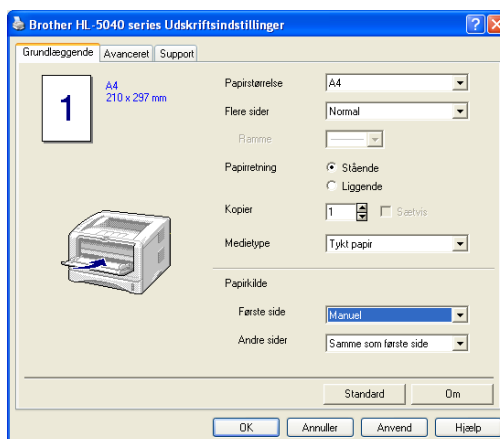 Brother HL-5040 series Udskriftsindstillinger
Grundlæggende Avanceret Support
1
A4
210 x 297 mm
Papirstørrelse A4
Flere sider Normal
Ramme
Papirretning Stående
Liggende
Kopier 1 Sætvis
Medietype Tykt papir
Papirkilde
Første side Manuel
Andre sider Samme som første side
Standard Om
OK Annuller Anvend Hjælp